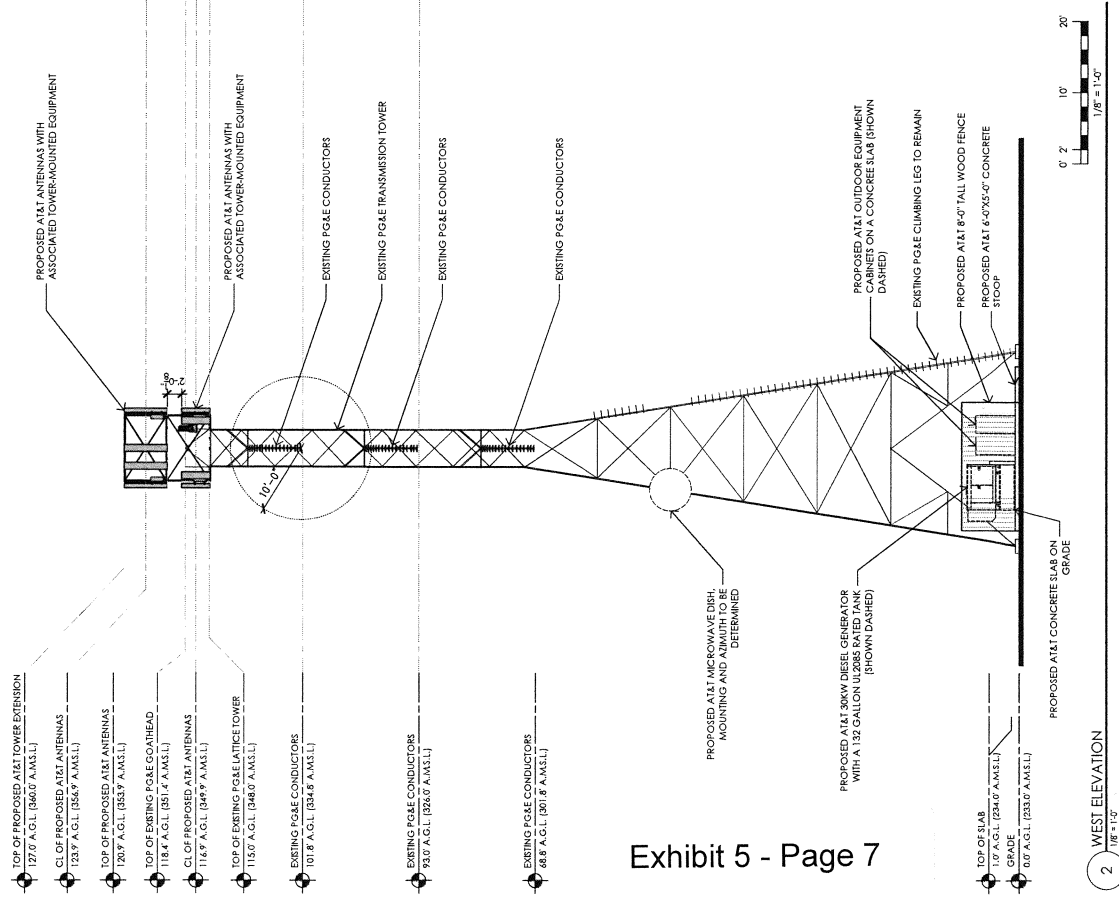 TOP OF PROPOSED AT&T TOWER EXTENSION
127.0' A.G.L. (360.0' A.M.S.L.)
CL OF PROPOSED AT&T ANTENNAS
123.9' A.G.L. (356.9' A.M.S.L.)
TOP OF PROPOSED AT&T ANTENNAS
120.9' A.G.L. (353.9' A.M.S.L.)
TOP OF EXISTING PG&E GOATHEAD
118.4' A.G.L. (351.4' A.M.S.L.)
CL OF PROPOSED AT&T ANTENNAS
116.9' A.G.L. (349.9' A.M.S.L.)
TOP OF EXISTING PG&E LATTICE TOWER
115.0' A.G.L. (348.0' A.M.S.L.)
EXISTING PG&E CONDUCTORS
101.8' A.G.L. (334.8' A.M.S.L.)
EXISTING PG&E CONDUCTORS
93.0' A.G.L. (326.0' A.M.S.L.)
EXISTING PG&E CONDUCTORS
68.8' A.G.L. (301.8' A.M.S.L.)
TOP OF SLAB
1.0' A.G.L. (234.0' A.M.S.L.)
GRADE
0.0' A.G.L. (233.0' A.M.S.L.)
PROPOSED AT&T ANTENNAS WITH
ASSOCIATED TOWER-MOUNTED EQUIPMENT
PROPOSED AT&T ANTENNAS WITH
ASSOCIATED TOWER-MOUNTED EQUIPMENT
EXISTING PG&E CONDUCTORS
EXISTING PG&E TRANSMISSION TOWER
EXISTING PG&E CONDUCTORS
EXISTING PG&E CONDUCTORS
PROPOSED AT&T OUTDOOR EQUIPMENT
CABINETS ON A CONCREE SLAB (SHOWN
DASHED)
EXISTING PG&E CLIMBING LEG TO REMAIN
PROPOSED AT&T 8'-0" TALL WOOD FENCE
PROPOSED AT&T 6'-0"X5'-0" CONCRETE
STOOP
10'-0"
PROPOSED AT&T MICROWAVE DISH,
MOUNTING AND AZIMUTH TO BE
DETERMINED
PROPOSED AT&T 30KW DIESEL GENERATOR
WITH A 132 GALLON UL2085 RATED TANK
(SHOWN DASHED)
PROPOSED AT&T CONCRETE SLAB ON
GRADE
0' 2' 10' 20'
1/8" = 1'-0"
2
WEST ELEVATION
1/8" = 1'-0"
Exhibit 5 - Page 7